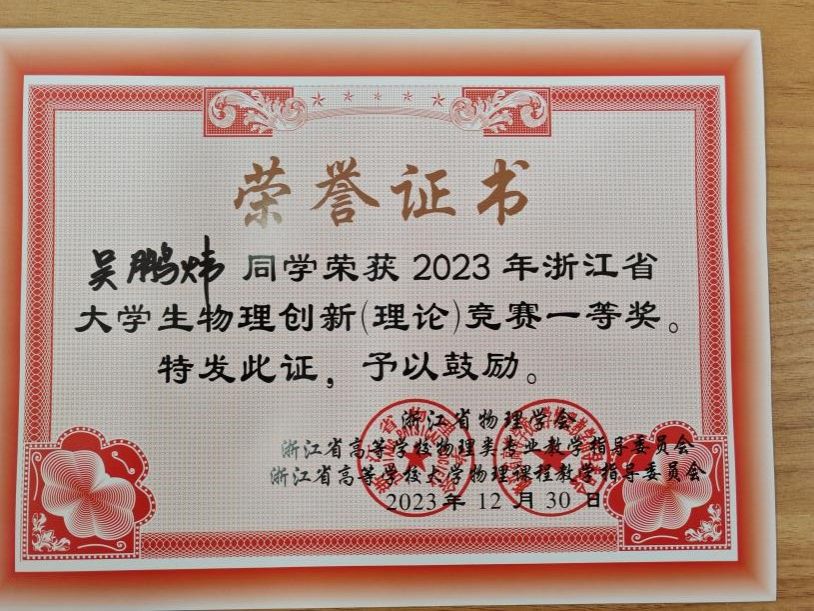 荣誉证书
吴鹏炜 同学荣获 2023 年浙江省
大学生物理创新(理论)竞赛一等奖。
特发此证，予以鼓励。
浙江省物理学会
浙江省高等学校物理类专业教学指导委员会
浙江省高等学校大学物理课程教学指导委员会
2023 年 12 月 30 日